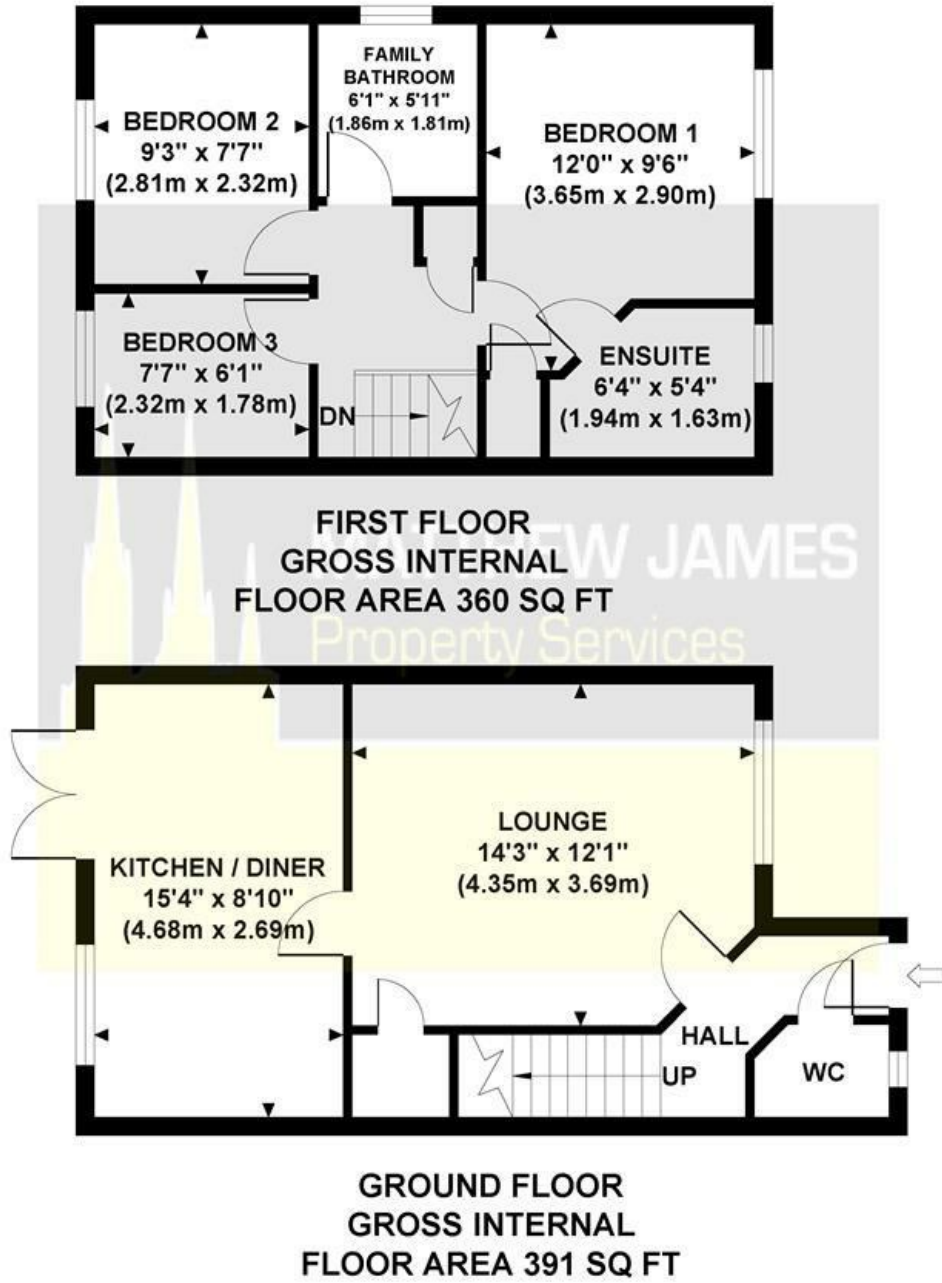 FAMILY
BATHROOM
6'1" x 5'11"
(1.86m x 1.81m)
BEDROOM 2
9'3" x 7'7"
(2.81m x 2.32m)
BEDROOM 1
12'0" x 9'6"
(3.65m x 2.90m)
BEDROOM 3
7'7" x 6'1"
(2.32m x 1.78m)
DN
ENSUITE
6'4" x 5'4"
(1.94m x 1.63m)
FIRST FLOOR
GROSS INTERNAL
FLOOR AREA 360 SQ FT
MATTHEW JAMES
Property Services
LOUNGE
14'3" x 12'1"
(4.35m x 3.69m)
KITCHEN / DINER
15'4" x 8'10"
(4.68m x 2.69m)
HALL
UP
WC
GROUND FLOOR
GROSS INTERNAL
FLOOR AREA 391 SQ FT